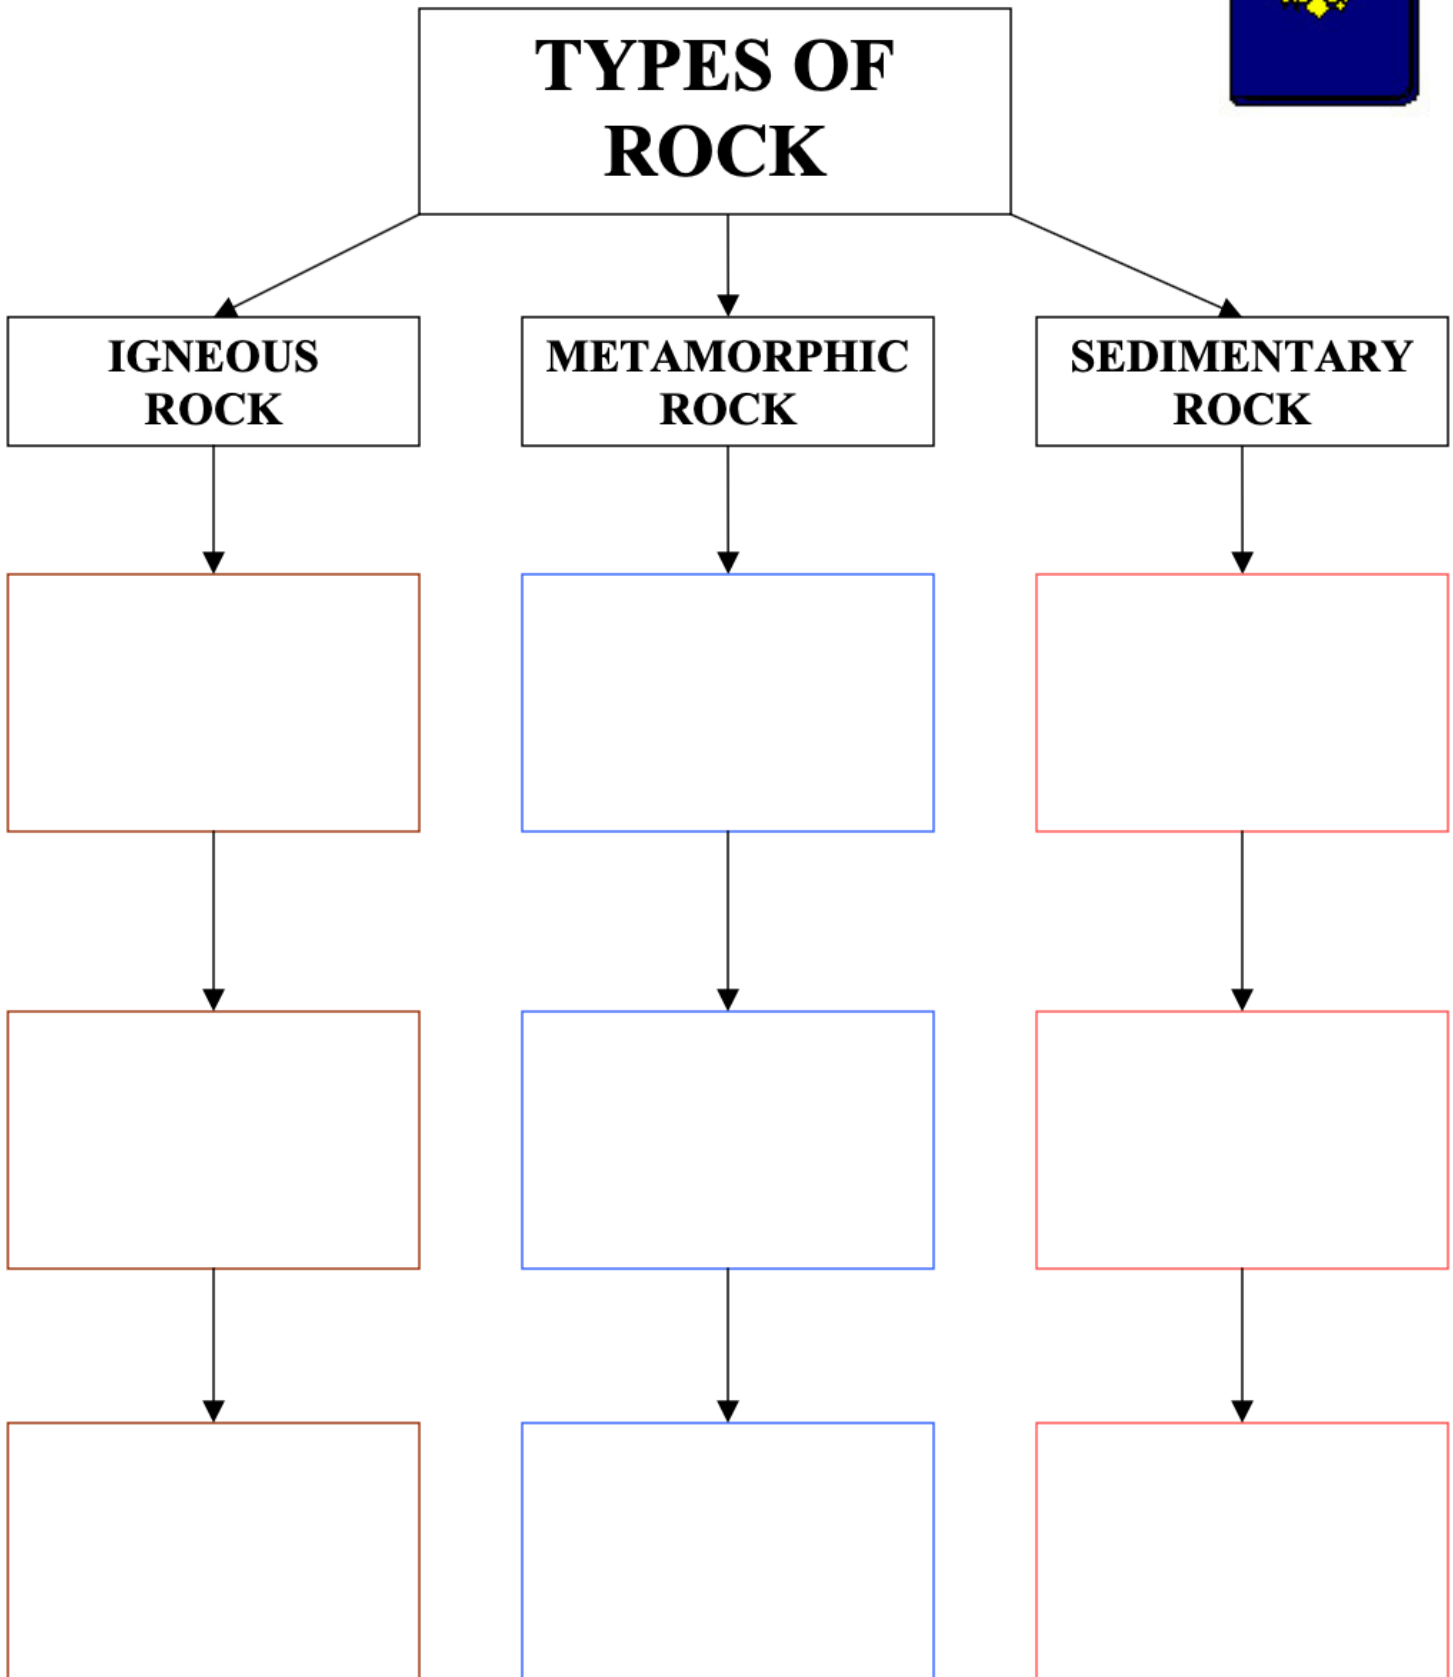 TYPES OF
ROCK
IGNEOUS
ROCK
METAMORPHIC
ROCK
SEDIMENTARY
ROCK